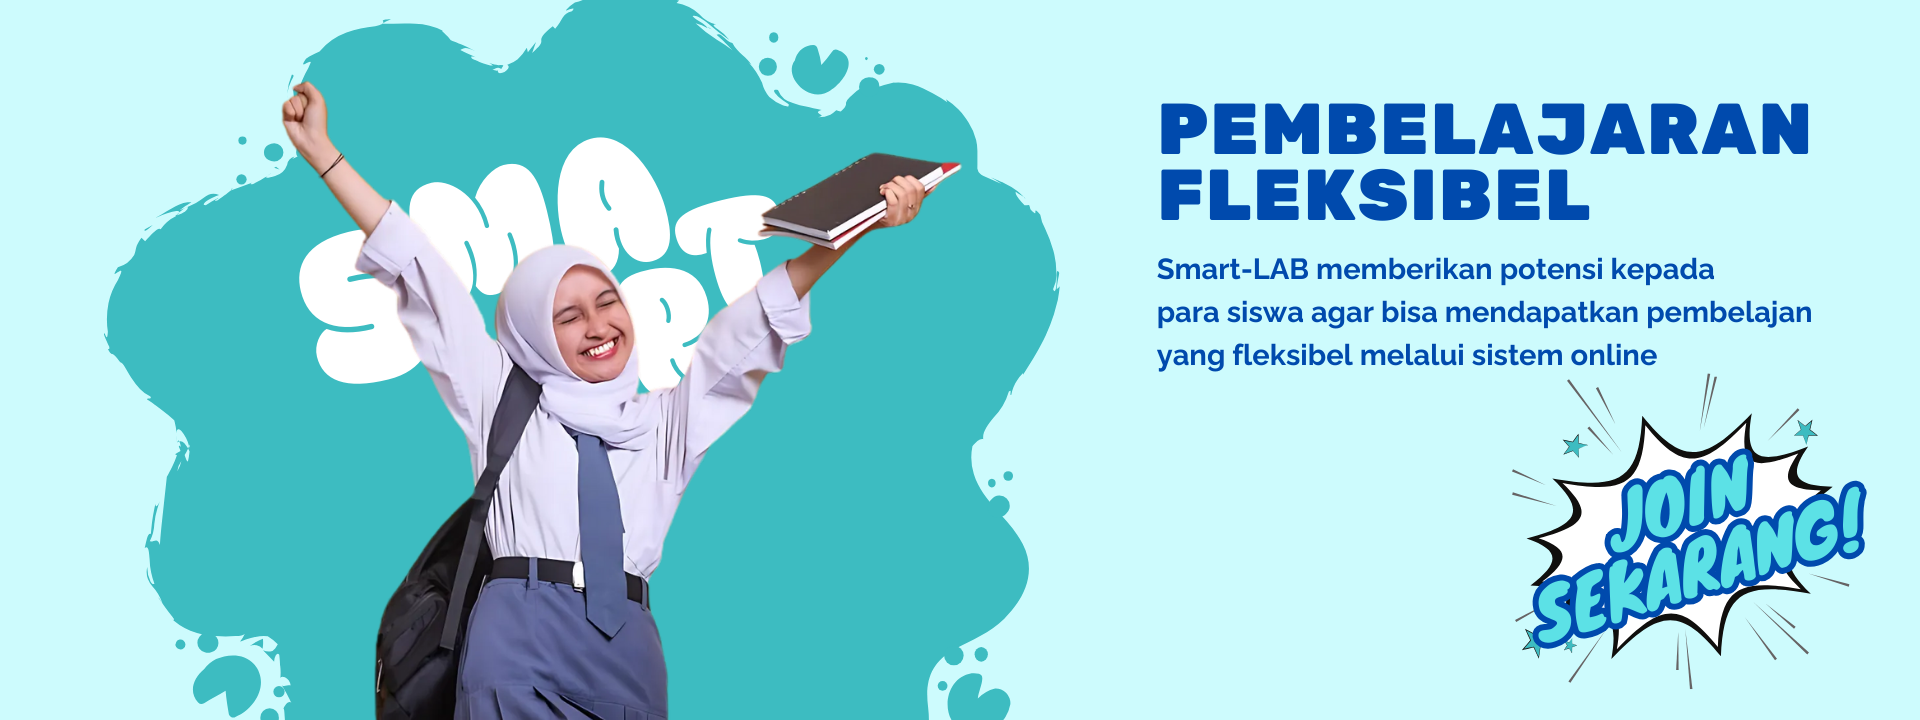 SMART
PEMBELAJARAN
FLEKSIBEL
Smart-LAB memberikan potensi kepada
para siswa agar bisa mendapatkan pembelajan
yang fleksibel melalui sistem online
JOIN
SEKARANG!